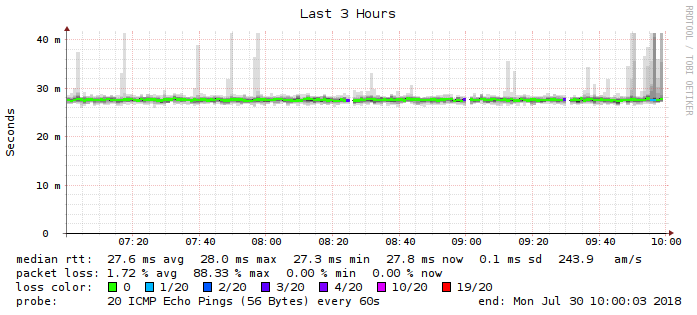 Last 3 Hours
RRDTOOL / TOBI OETIKER
Seconds
40 m
30 m
20 m
10 m
0
07:20 07:40 08:00 08:20 08:40 09:00 09:20 09:40 10:00
median rtt: 27.6 ms avg 28.0 ms max 27.3 ms min 27.8 ms now 0.1 ms sd 243.9 am/s
packet loss: 1.72 % avg 88.33 % max 0.00 % min 0.00 % now
loss color: 0 1/20 2/20 3/20 4/20 10/20 19/20
probe: 20 ICMP Echo Pings (56 Bytes) every 60s end: Mon Jul 30 10:00:03 2018